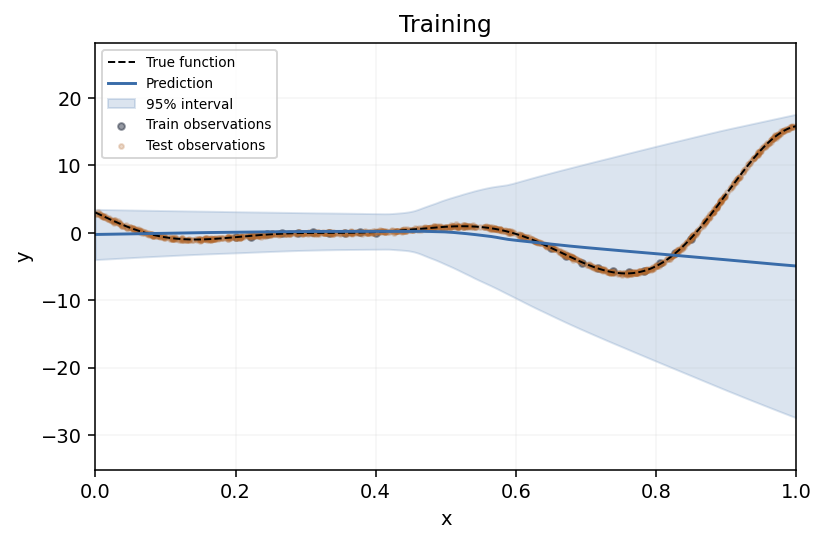 Training
True function
Prediction
95% interval
Train observations
Test observations
20
10
0
−10
−20
−30
y
0.0 0.2 0.4 0.6 0.8 1.0
x